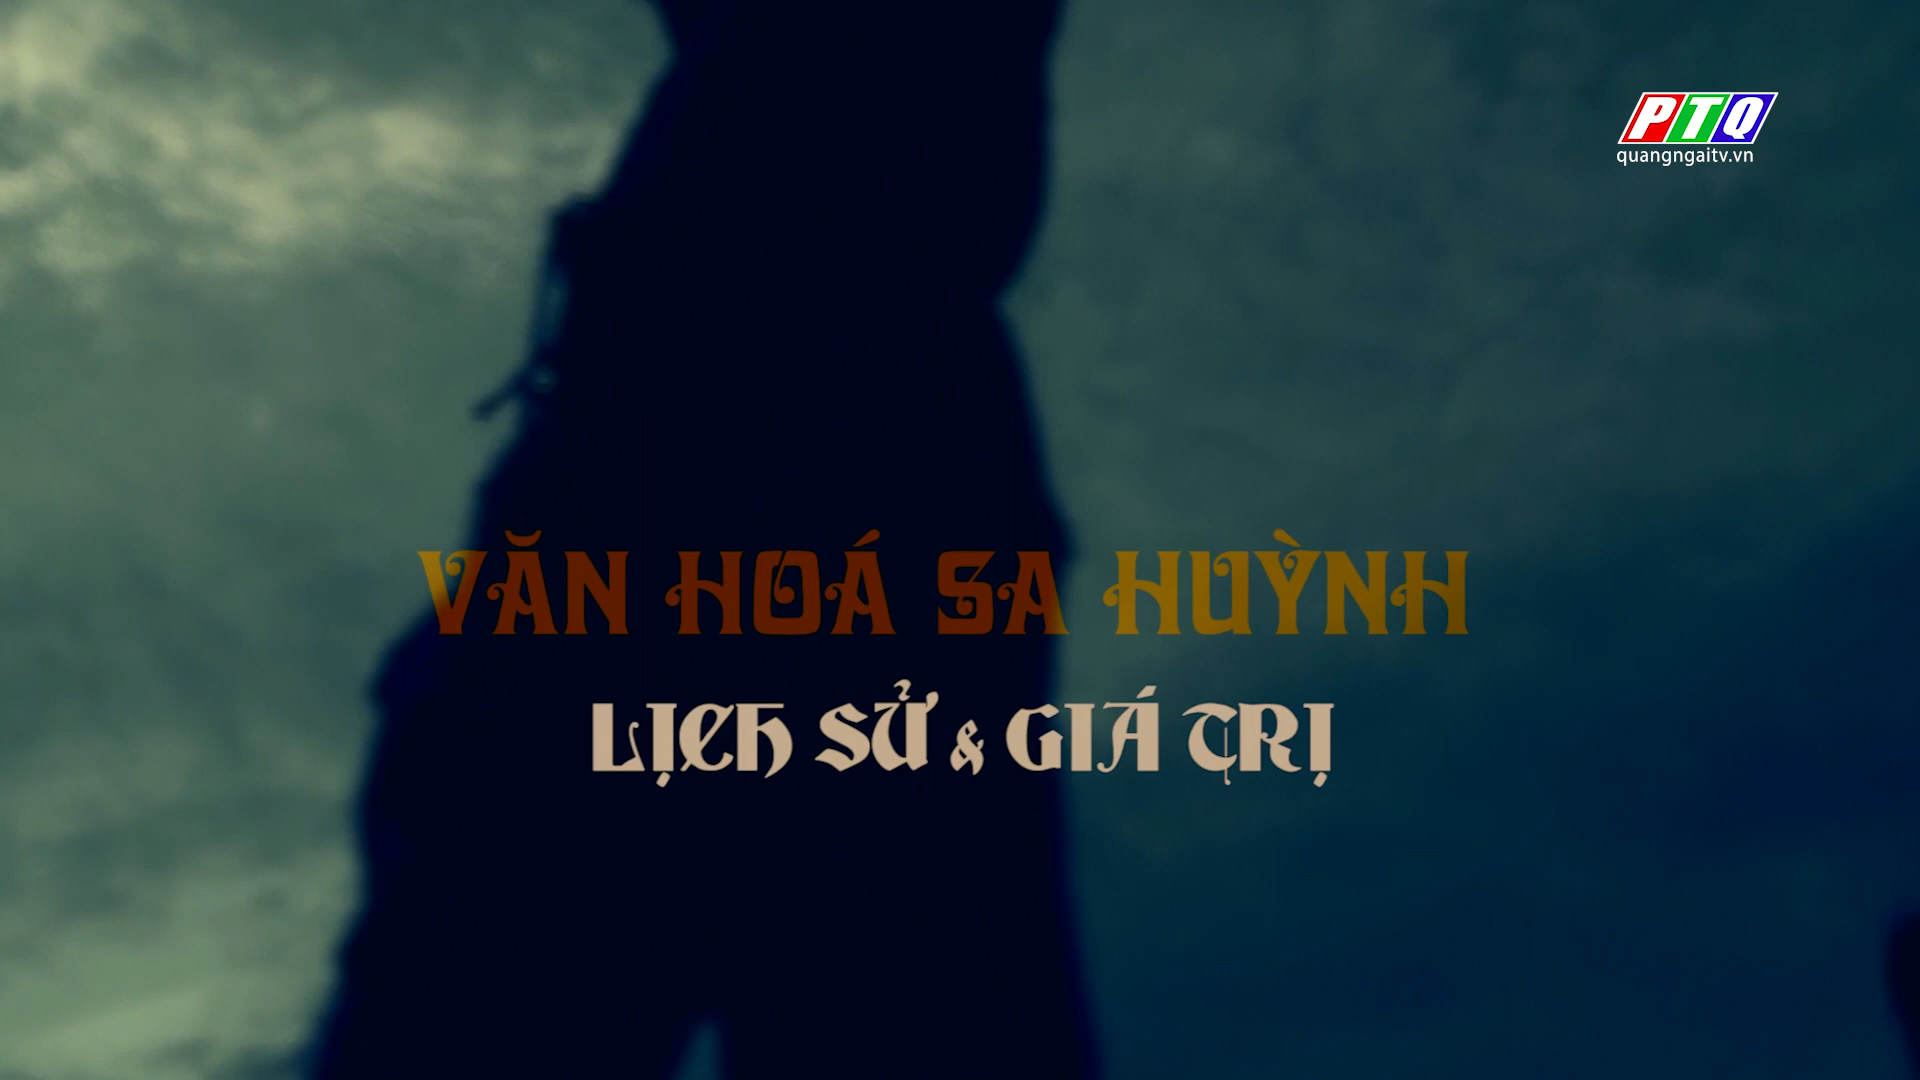 PTQ
quangngaitv.vn
VĂN HOÁ SA HUỲNH
LỊCH SỬ & GIÁ TRỊ